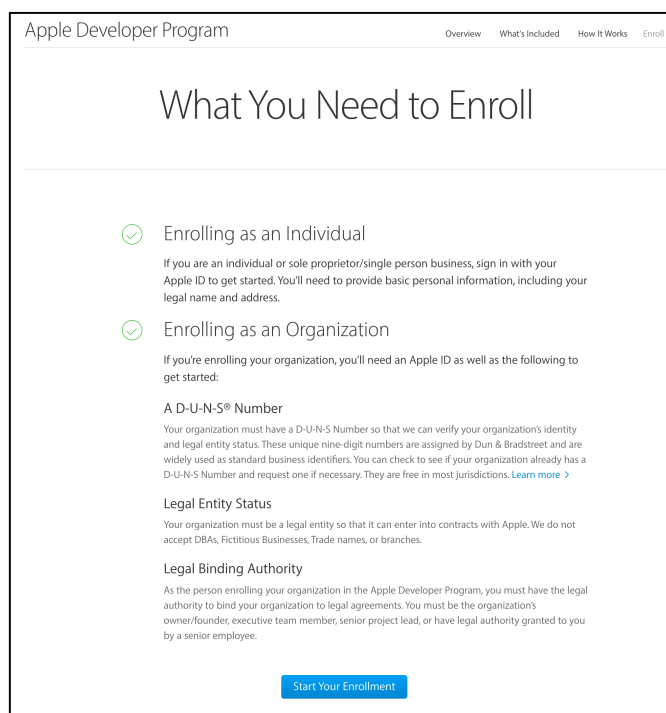 Apple Developer Program
Overview What's Included How It Works Enroll
What You Need to Enroll
Enrolling as an Individual
If you are an individual or sole proprietor/single person business, sign in with your
Apple ID to get started. You'll need to provide basic personal information, including your
legal name and address.
Enrolling as an Organization
If you're enrolling your organization, you'll need an Apple ID as well as the following to
get started:
A D-U-N-S® Number
Your organization must have a D-U-N-S Number so that we can verify your organization's identity
and legal entity status. These unique nine-digit numbers are assigned by Dun & Bradstreet and are
widely used as standard business identifiers. You can check to see if your organization already has a
D-U-N-S Number and request one if necessary. They are free in most jurisdictions. Learn more >
Legal Entity Status
Your organization must be a legal entity so that it can enter into contracts with Apple. We do not
accept DBAs, Fictitious Businesses, Trade names, or branches.
Legal Binding Authority
As the person enrolling your organization in the Apple Developer Program, you must have the legal
authority to bind your organization to legal agreements. You must be the organization's
owner/founder, executive team member, senior project lead, or have legal authority granted to you
by a senior employee.
Start Your Enrollment